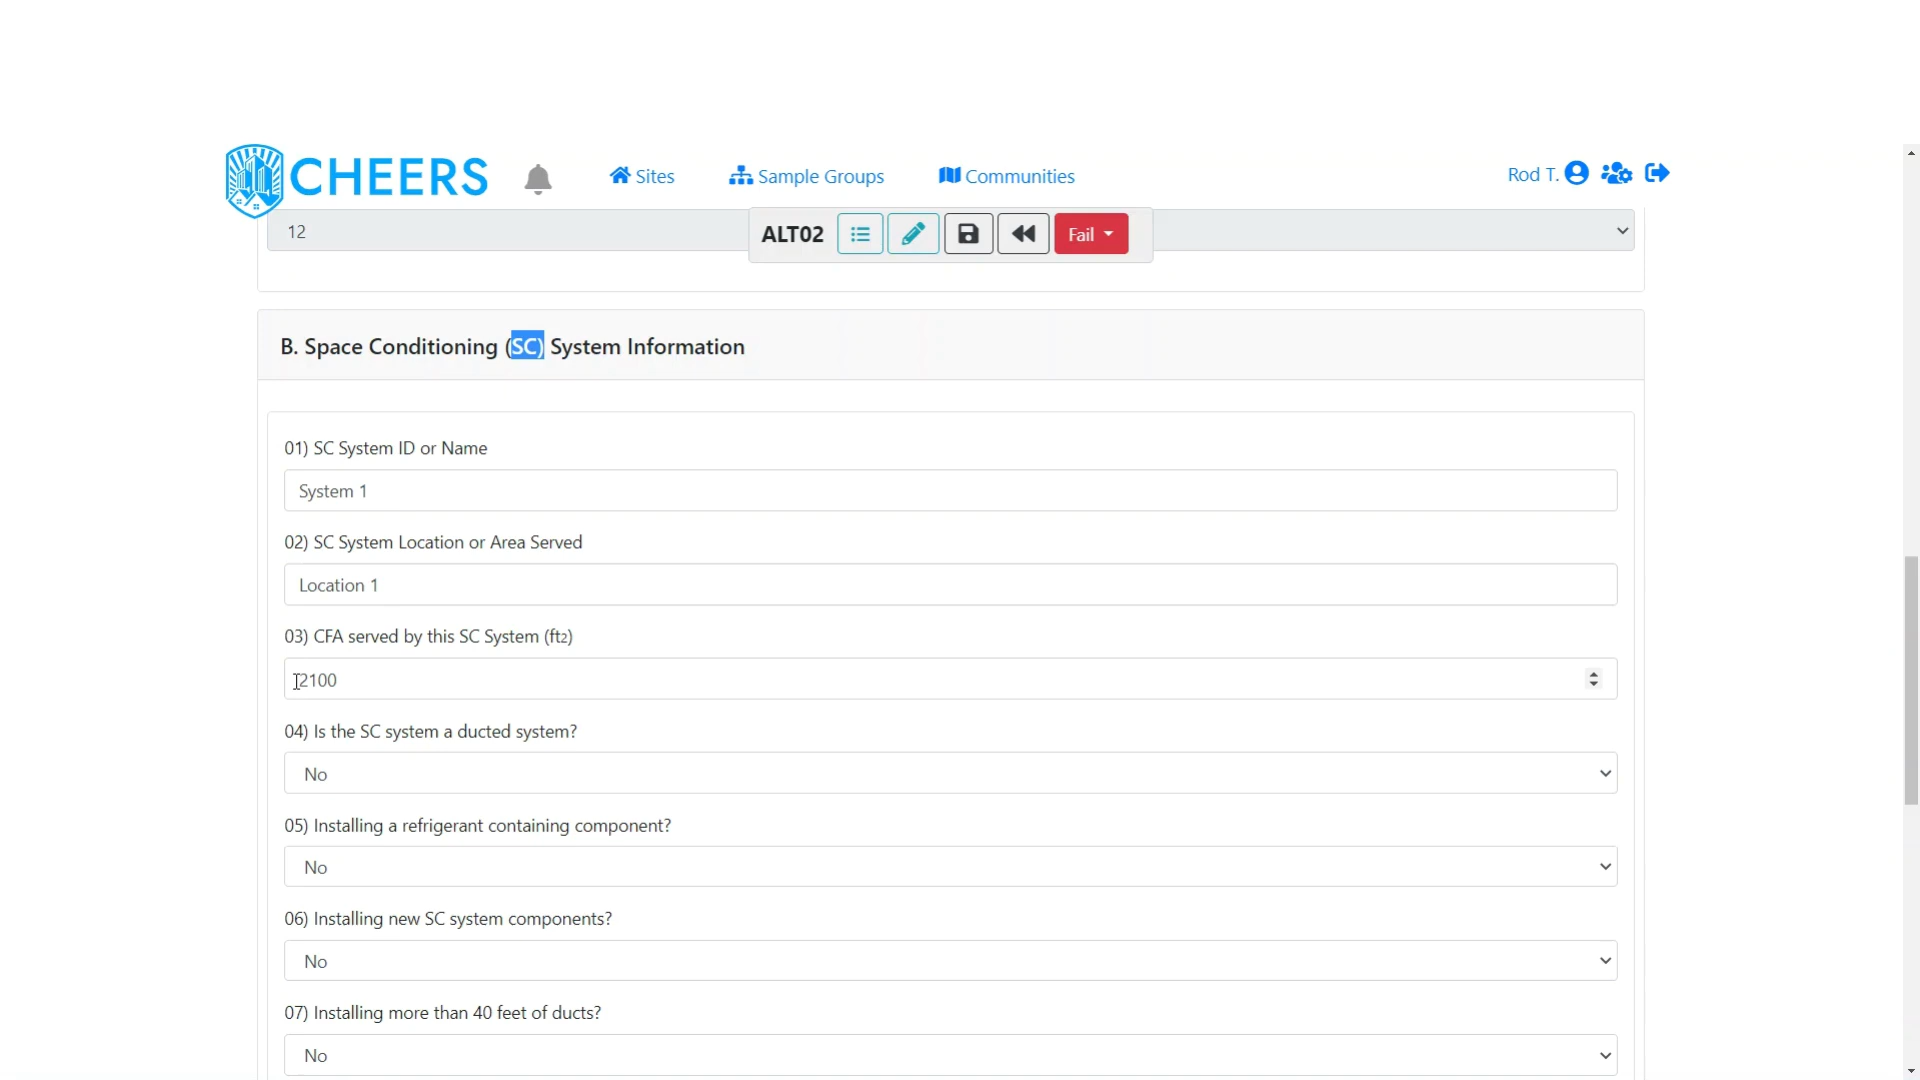 CHEERS
Sites
Sample Groups
Communities
Rod T.
12
ALT02
Fail
B. Space Conditioning (SC) System Information
01) SC System ID or Name
System 1
02) SC System Location or Area Served
Location 1
03) CFA served by this SC System (ft2)
2100
04) Is the SC system a ducted system?
No
05) Installing a refrigerant containing component?
No
06) Installing new SC system components?
No
07) Installing more than 40 feet of ducts?
No